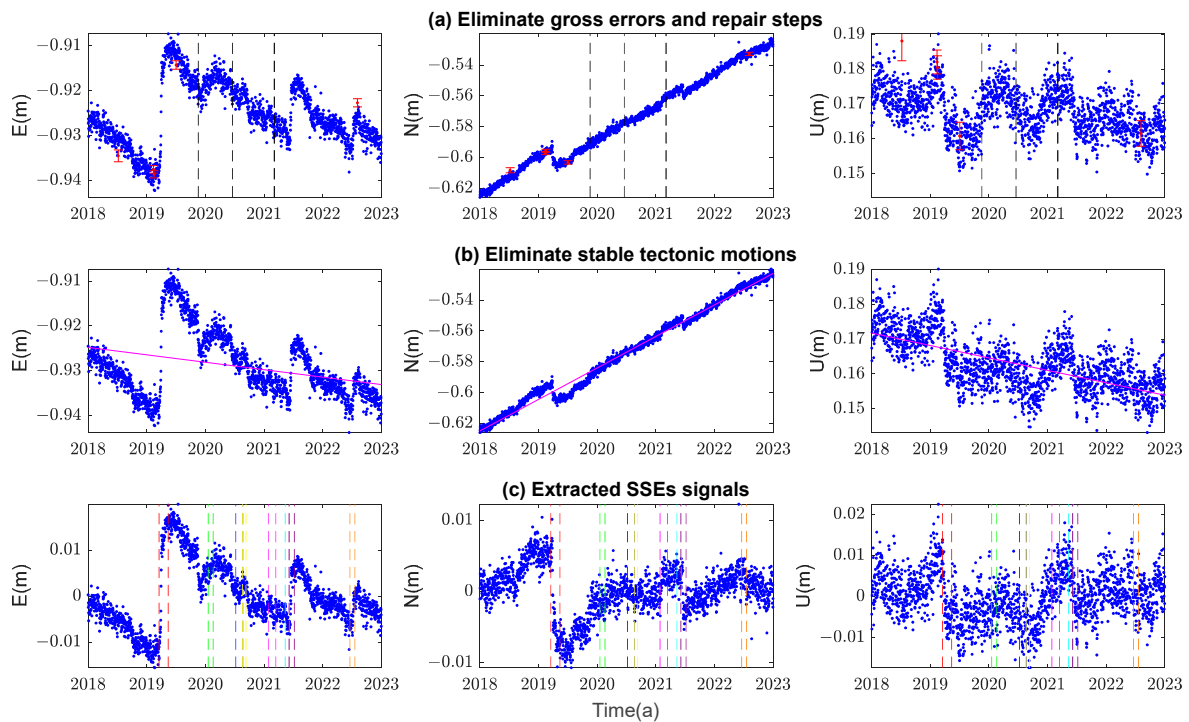 (a) Eliminate gross errors and repair steps
E(m)
−0.91
−0.92
−0.93
−0.94
2018 2019 2020 2021 2022 2023
N(m)
−0.54
−0.56
−0.58
−0.6
−0.62
2018 2019 2020 2021 2022 2023
U(m)
0.19
0.18
0.17
0.16
0.15
2018 2019 2020 2021 2022 2023
(b) Eliminate stable tectonic motions
E(m)
−0.91
−0.92
−0.93
−0.94
2018 2019 2020 2021 2022 2023
N(m)
−0.54
−0.56
−0.58
−0.60
−0.62
2018 2019 2020 2021 2022 2023
U(m)
0.19
0.18
0.17
0.16
0.15
2018 2019 2020 2021 2022 2023
(c) Extracted SSEs signals
E(m)
0.01
0
−0.01
2018 2019 2020 2021 2022 2023
N(m)
0.01
0
−0.01
2018 2019 2020 2021 2022 2023
U(m)
0.02
0.01
0
−0.01
2018 2019 2020 2021 2022 2023
Time(a)